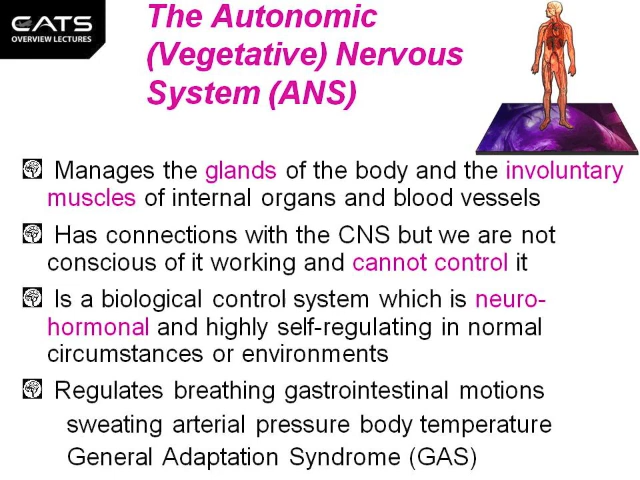 CATS
OVERVIEW LECTURES
The Autonomic
(Vegetative) Nervous
System (ANS)
Manages the glands of the body and the involuntary
muscles of internal organs and blood vessels
Has connections with the CNS but we are not
conscious of it working and cannot control it
Is a biological control system which is neuro-
hormonal and highly self-regulating in normal
circumstances or environments
Regulates breathing gastrointestinal motions
sweating arterial pressure body temperature
General Adaptation Syndrome (GAS)